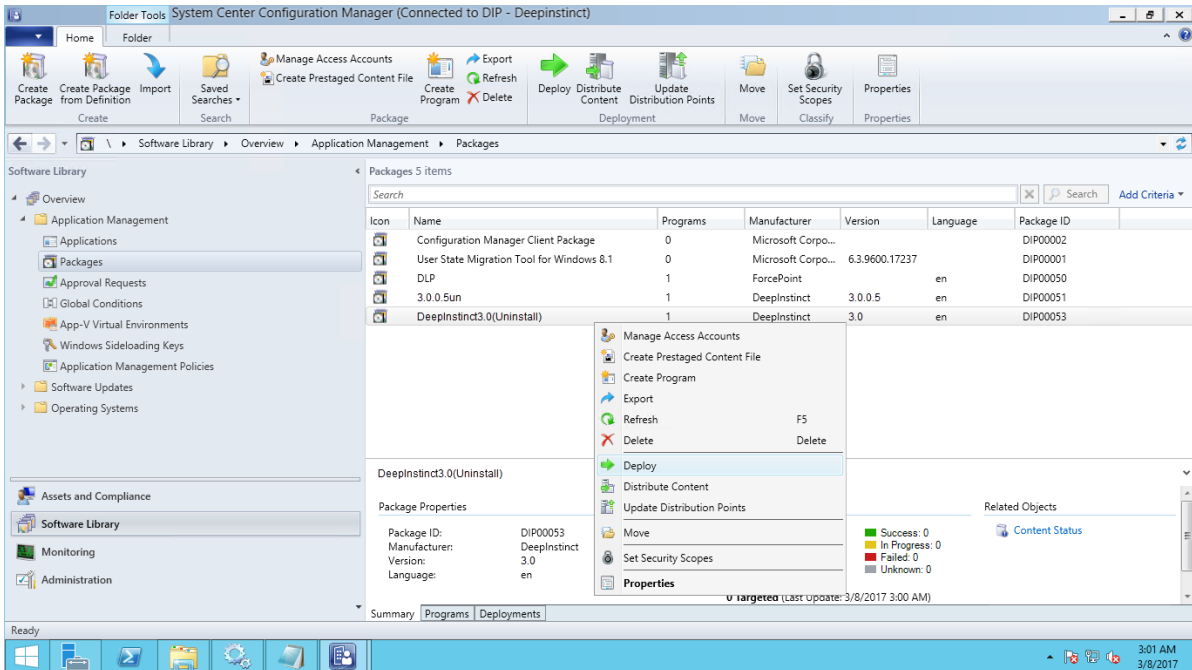 Folder Tools System Center Configuration Manager (Connected to DIP - Deepinstinct)
Home Folder
Create Package
Create Package from Definition
Import
Saved Searches
Manage Access Accounts
Create Prestaged Content File
Create Program
Export
Refresh
Delete
Deploy
Distribute Content
Update Distribution Points
Move
Set Security Scopes
Properties
Create Search Package Deployment Move Classify Properties
\ Software Library Overview Application Management Packages
Software Library
Overview
Application Management
Applications
Packages
Approval Requests
Global Conditions
App-V Virtual Environments
Windows Sideloading Keys
Application Management Policies
Software Updates
Operating Systems
Assets and Compliance
Software Library
Monitoring
Administration
Packages 5 items
Search Search Add Criteria
Icon Name Programs Manufacturer Version Language Package ID
Configuration Manager Client Package 0 Microsoft Corpo... DIP00002
User State Migration Tool for Windows 8.1 0 Microsoft Corpo... 6.3.9600.17237 DIP00001
DLP 1 ForcePoint en DIP00050
3.0.0.5un 1 DeepInstinct 3.0.0.5 en DIP00051
DeepInstinct3.0(Uninstall) 1 DeepInstinct 3.0 en DIP00053
Manage Access Accounts
Create Prestaged Content File
Create Program
Export
Refresh F5
Delete Delete
Deploy
Distribute Content
Update Distribution Points
Move
Set Security Scopes
Properties
DeepInstinct3.0(Uninstall)
Package Properties
Package ID: DIP00053
Manufacturer: DeepInstinct
Version: 3.0
Language: en
Success: 0
In Progress: 0
Failed: 0
Unknown: 0
0 Targeted (Last Update: 3/8/2017 3:00 AM)
Related Objects
Content Status
Summary Programs Deployments
Ready
3:01 AM
3/8/2017